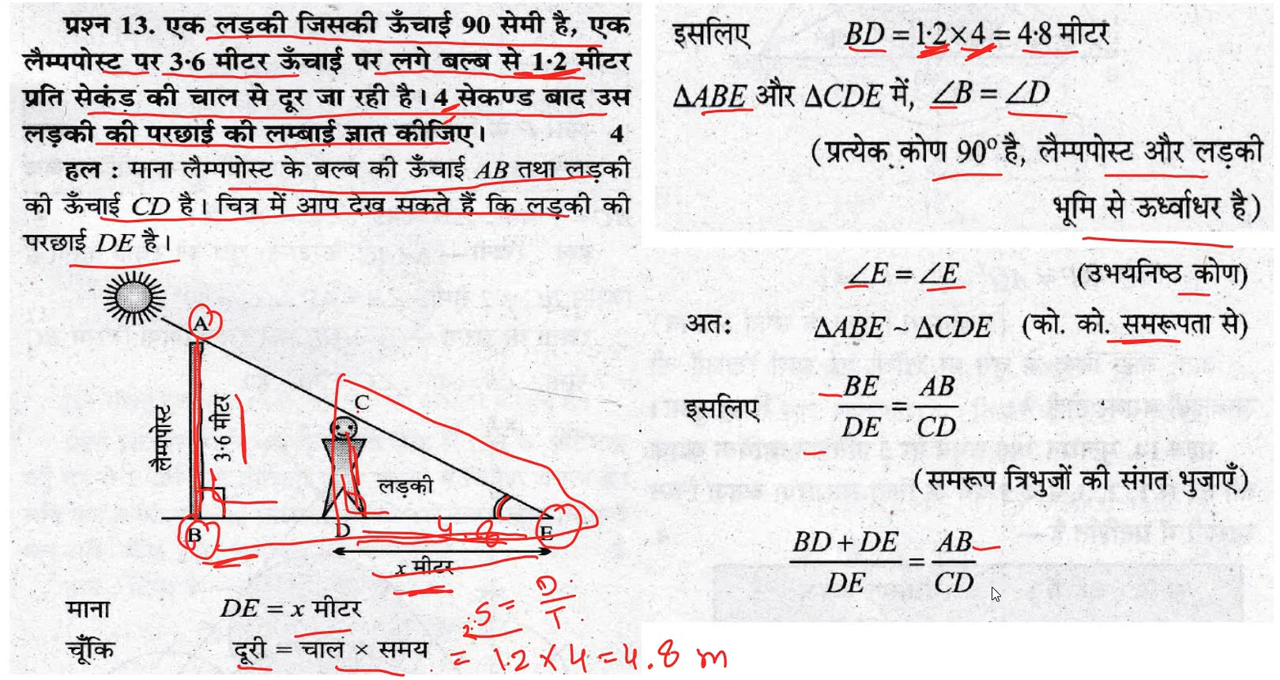 प्रश्न 13. एक लड़की जिसकी ऊँचाई 90 सेमी है, एक
लैम्पपोस्ट पर 3·6 मीटर ऊँचाई पर लगे बल्ब से 1·2 मीटर
प्रति सेकंड की चाल से दूर जा रही है। 4 सेकण्ड बाद उस
लड़की की परछाई की लम्बाई ज्ञात कीजिए। 4
हल : माना लैम्पपोस्ट के बल्ब की ऊँचाई AB तथा लड़की
की ऊँचाई CD है। चित्र में आप देख सकते हैं कि लड़की की
परछाई DE है।
A
C
लैम्पपोस्ट
3·6 मीटर
लड़की
B
D
4.8
E
x मीटर
माना DE = x मीटर
S = D/T
चूँकि दूरी = चाल × समय
= 1.2 × 4 = 4.8 m
इसलिए BD = 1·2 × 4 = 4·8 मीटर
ΔABE और ΔCDE में, ∠B = ∠D
(प्रत्येक कोण 90° है, लैम्पपोस्ट और लड़की
भूमि से ऊर्ध्वाधर है)
∠E = ∠E (उभयनिष्ठ कोण)
अतः ΔABE ~ ΔCDE (को. को. समरूपता से)
इसलिए BE/DE = AB/CD
(समरूप त्रिभुजों की संगत भुजाएँ)
BD + DE/DE = AB/CD